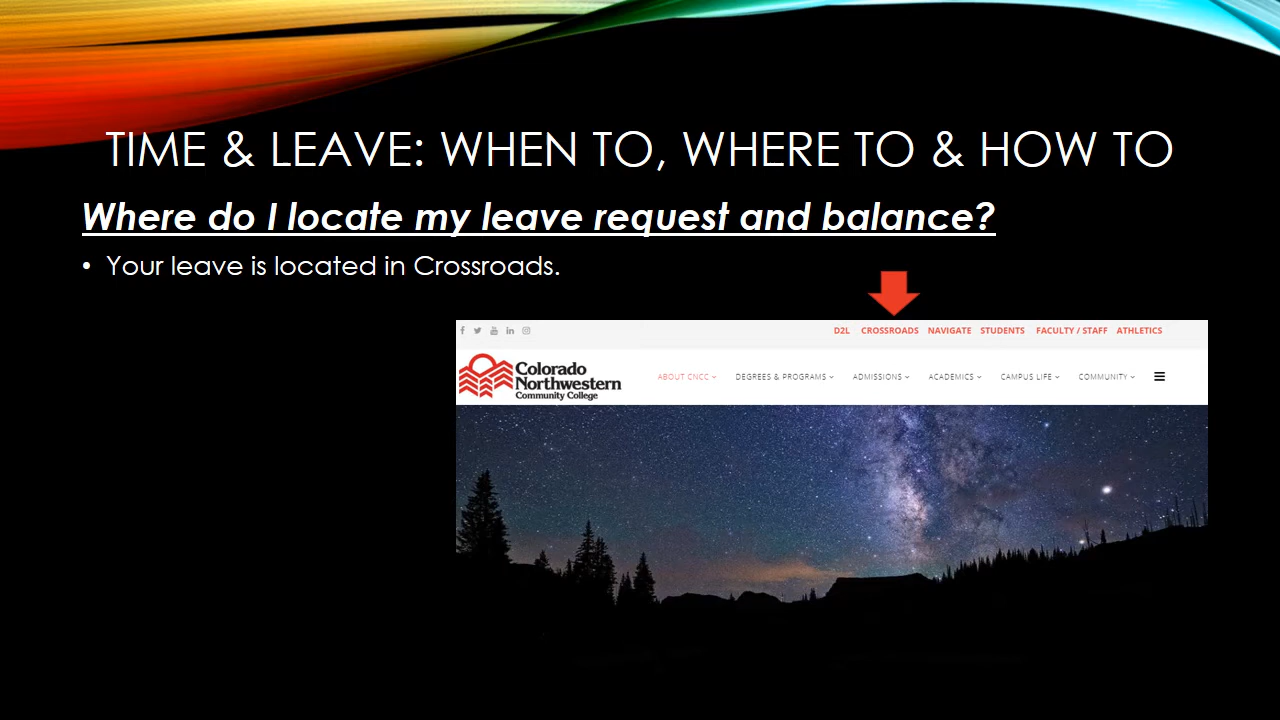 TIME & LEAVE: WHEN TO, WHERE TO & HOW TO
Where do I locate my leave request and balance?
• Your leave is located in Crossroads.
D2L CROSSROADS NAVIGATE STUDENTS FACULTY / STAFF ATHLETICS
Colorado
Northwestern
Community College
ABOUT CNCC DEGREES & PROGRAMS ADMISSIONS ACADEMICS CAMPUS LIFE COMMUNITY